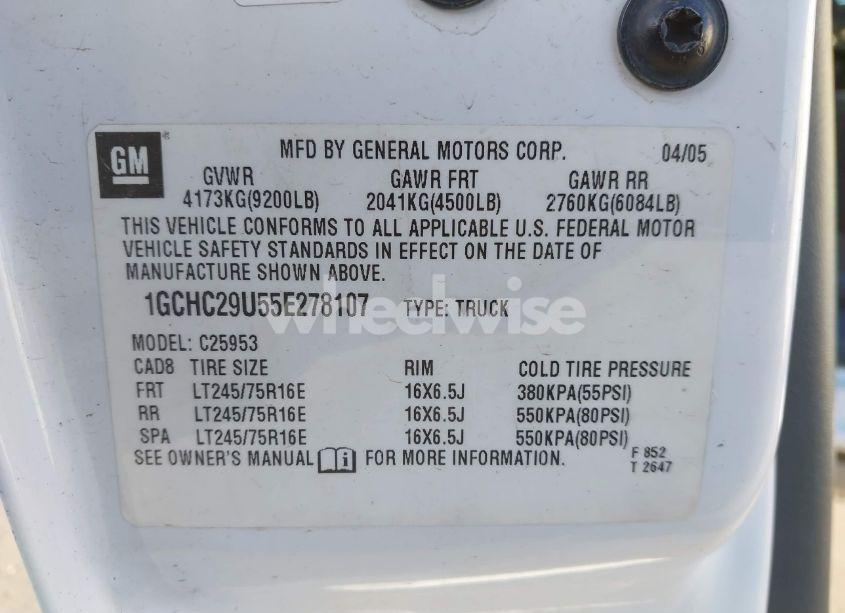 GM
MFD BY GENERAL MOTORS CORP. 04/05
GVWR GAWR FRT GAWR RR
4173KG(9200LB) 2041KG(4500LB) 2760KG(6084LB)
THIS VEHICLE CONFORMS TO ALL APPLICABLE U.S. FEDERAL MOTOR
VEHICLE SAFETY STANDARDS IN EFFECT ON THE DATE OF
MANUFACTURE SHOWN ABOVE.
1GCHC29U55E278107 TYPE: TRUCK
wheelwise
MODEL: C25953
CAD8 TIRE SIZE RIM COLD TIRE PRESSURE
FRT LT245/75R16E 16X6.5J 380KPA(55PSI)
RR LT245/75R16E 16X6.5J 550KPA(80PSI)
SPA LT245/75R16E 16X6.5J 550KPA(80PSI)
SEE OWNER'S MANUAL i FOR MORE INFORMATION. F 852
T 2647